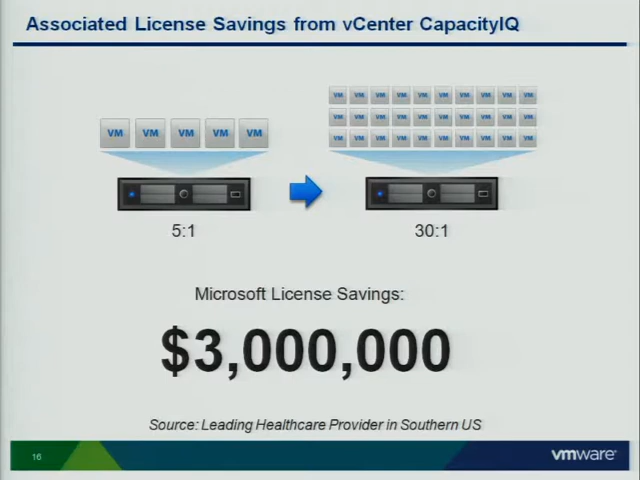 Associated License Savings from vCenter CapacityIQ
VM VM VM VM VM
VM VM VM VM VM VM VM VM VM VM
VM VM VM VM VM VM VM VM VM VM
VM VM VM VM VM VM VM VM VM VM
5:1
30:1
Microsoft License Savings:
$3,000,000
Source: Leading Healthcare Provider in Southern US
16
vmware